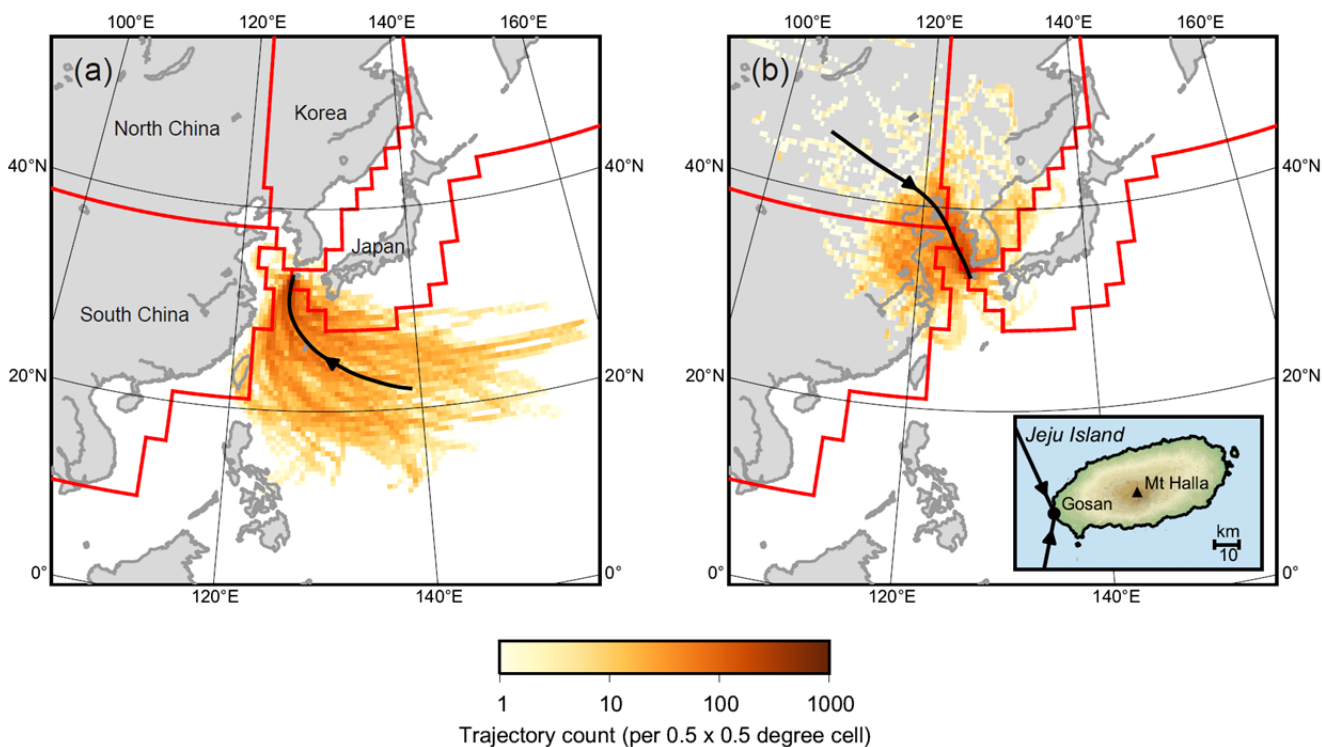 100°E 120°E 140°E 160°E
100°E 120°E 140°E 160°E
(a)
(b)
Korea
North China
40°N
40°N
40°N
40°N
Japan
South China
20°N
20°N
20°N
20°N
Jeju Island
Mt Halla
Gosan
km
10
0°
0°
0°
120°E 140°E
120°E 140°E
1 10 100 1000
Trajectory count (per 0.5 x 0.5 degree cell)